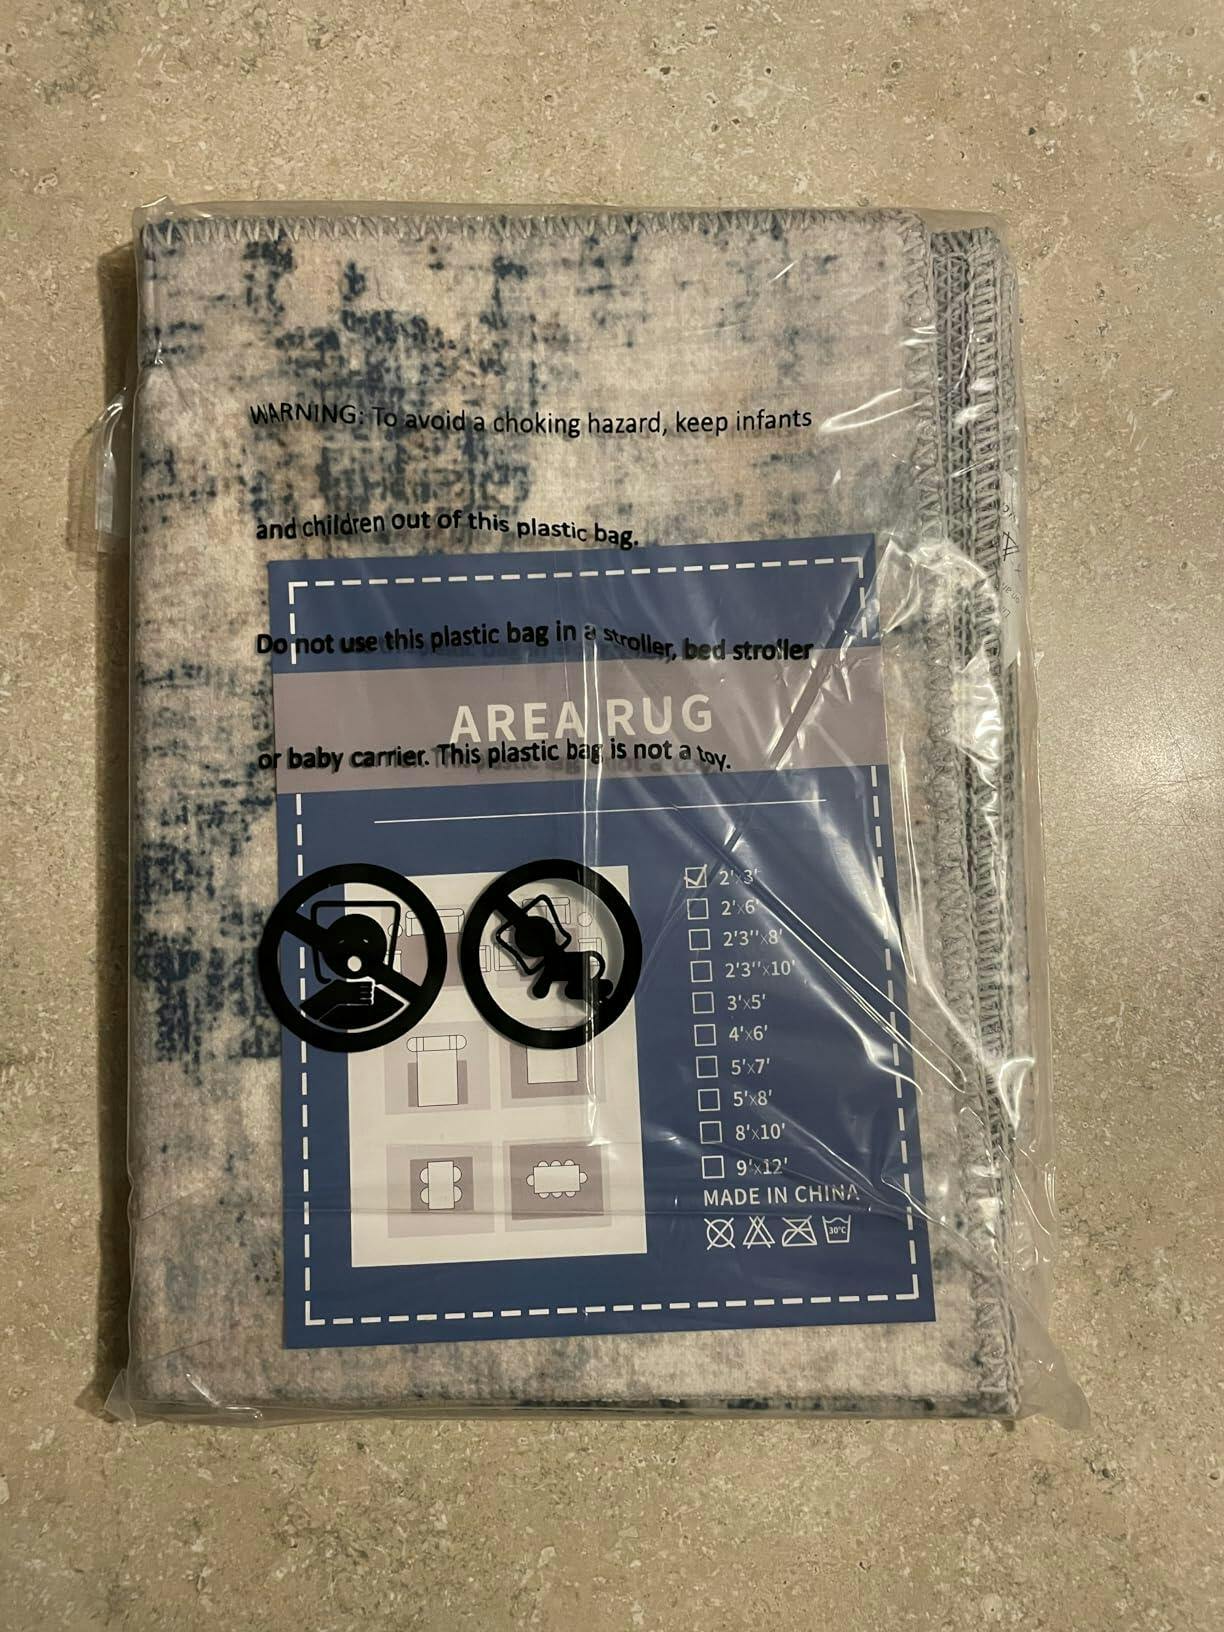 WARNING: To avoid a choking hazard, keep infants
and children out of this plastic bag.
Do not use this plastic bag in a stroller, bed stroller
AREA RUG
or baby carrier. This plastic bag is not a toy.
2'x3'
2'x6'
2'3''x8'
2'3''x10'
3'x5'
4'x6'
5'x7'
5'x8'
8'x10'
9'x12'
MADE IN CHINA
30°C